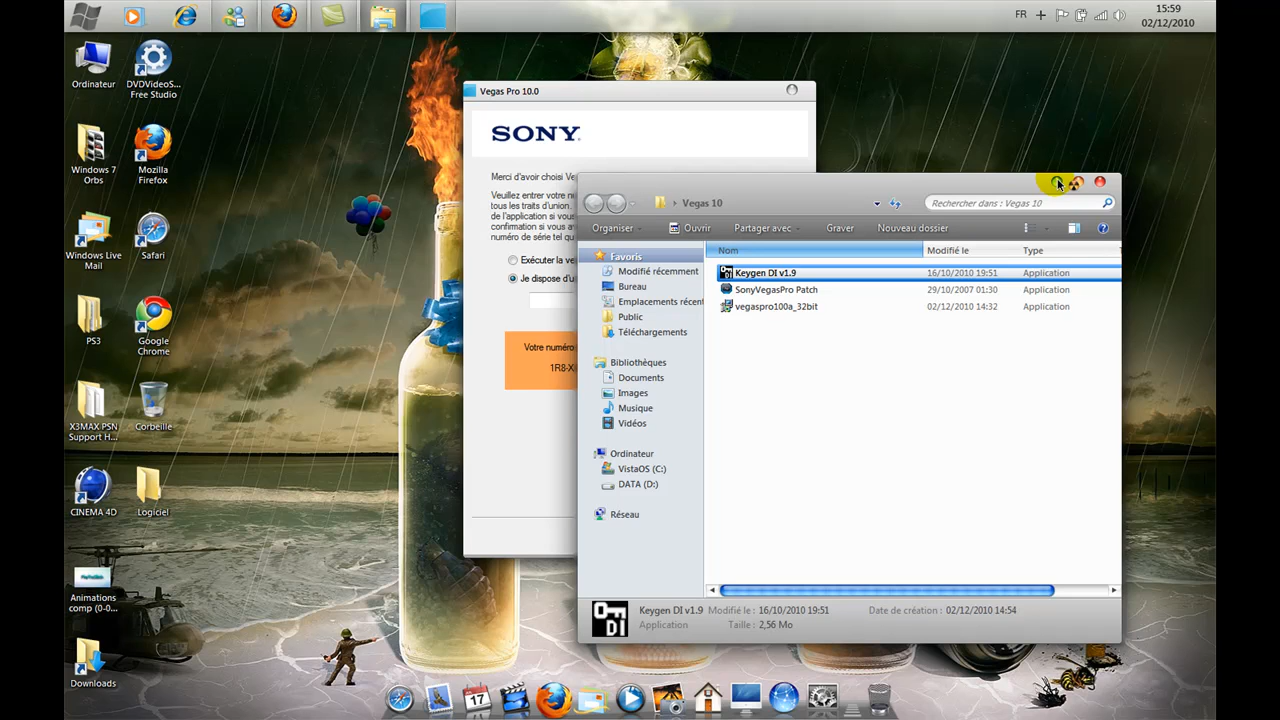 FR
15:59
02/12/2010
Ordinateur
DVDVideoS...
Free Studio
Windows 7
Orbs
Mozilla
Firefox
Windows Live
Mail
Safari
PS3
Google
Chrome
X3MAX PSN
Support H...
Corbeille
CINEMA 4D
Logiciel
Animations
comp (0-0...
Downloads
Vegas Pro 10.0
SONY
Merci d'avoir choisi Ve
Veuillez entrer votre n
tous les traits d'union.
de l'application si vous
confirmation si vous av
numéro de série tel qu
Exécuter la ve
Je dispose d'u
Votre numéro
1R8-X
Vegas 10
Rechercher dans : Vegas 10
Organiser
Ouvrir
Partager avec
Graver
Nouveau dossier
Favoris
Modifié récemment
Bureau
Emplacements récen
Public
Téléchargements
Bibliothèques
Documents
Images
Musique
Vidéos
Ordinateur
VistaOS (C:)
DATA (D:)
Réseau
Nom
Modifié le
Type
Keygen DI v1.9
16/10/2010 19:51
Application
SonyVegasPro Patch
29/10/2007 01:30
Application
vegaspro100a_32bit
02/12/2010 14:32
Application
Keygen DI v1.9 Modifié le : 16/10/2010 19:51 Date de création : 02/12/2010 14:54
Application Taille : 2,56 Mo
17